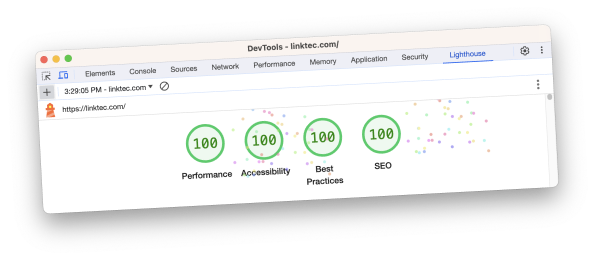 DevTools - linktec.com/
Elements Console Sources Network Performance Memory Application Security Lighthouse
3:29:05 PM - linktec.com
https://linktec.com/
100 100 100 100
Performance Accessibility Best Practices SEO